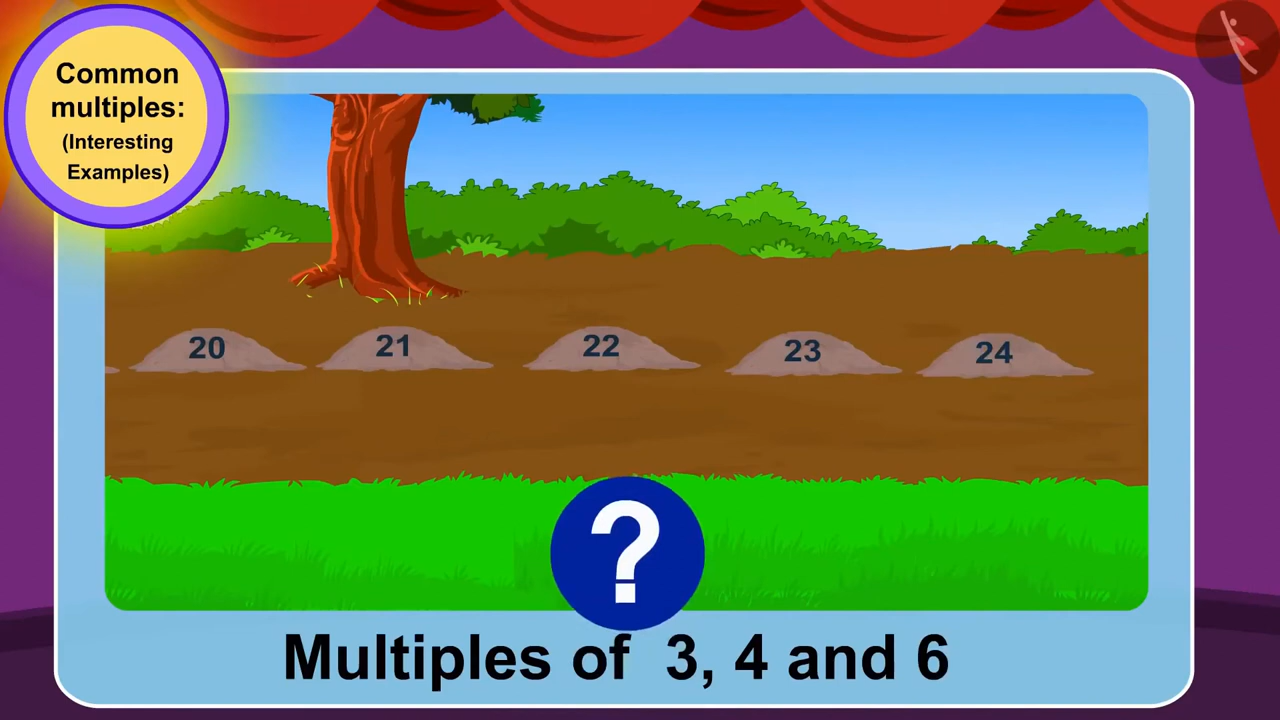 Common
multiples:
(Interesting
Examples)
20 21 22 23 24
?
Multiples of 3, 4 and 6